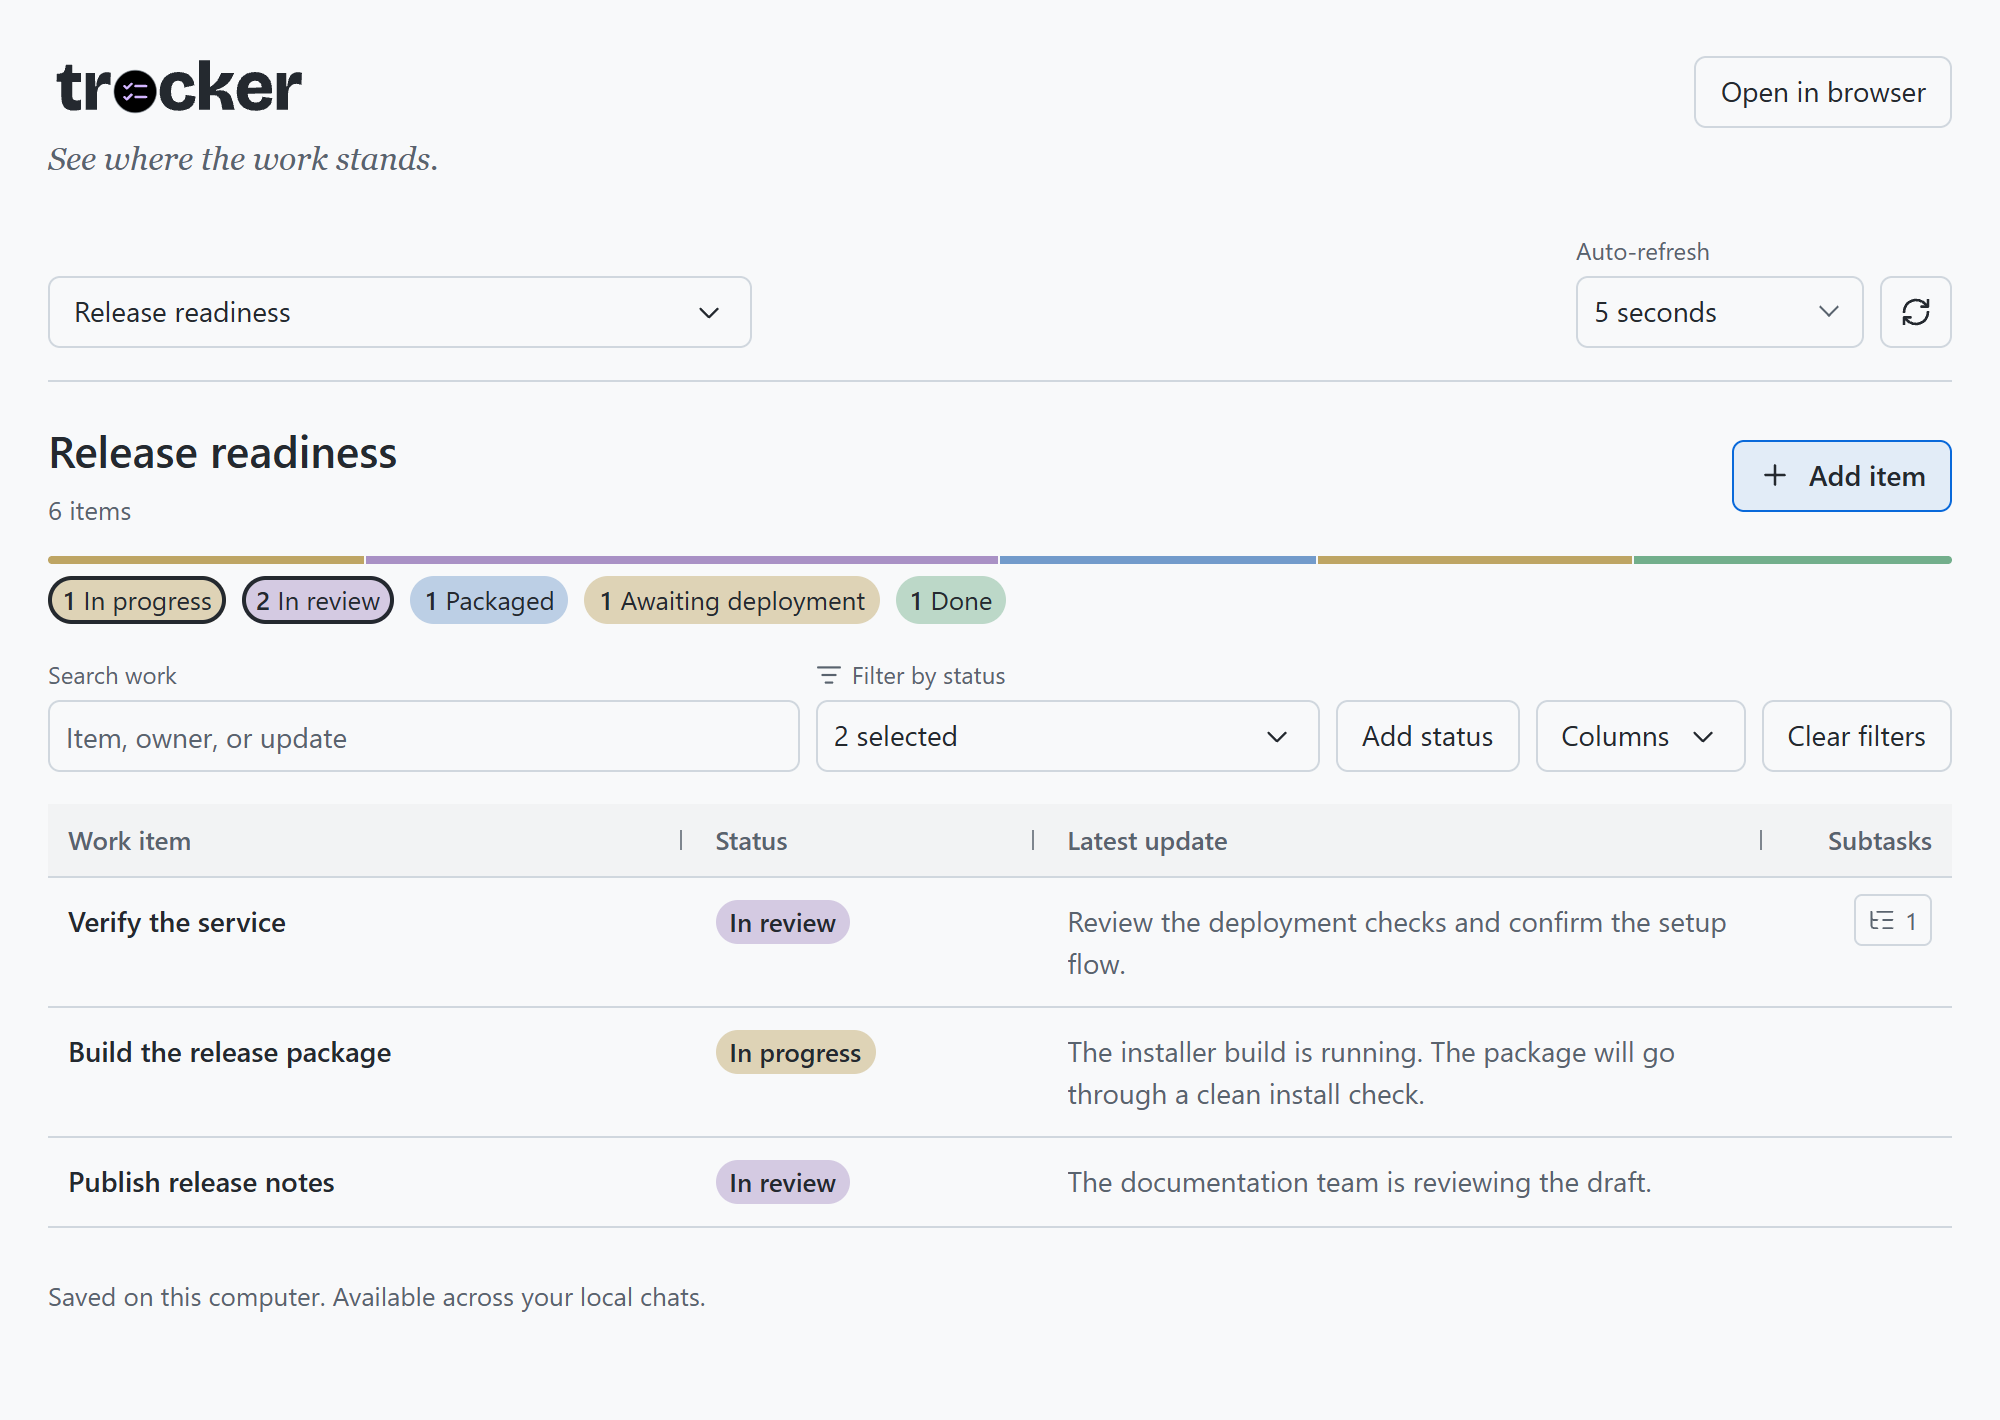 trocker
Open in browser
See where the work stands.
Auto-refresh
Release readiness
5 seconds
Release readiness
Add item
6 items
1 In progress 2 In review 1 Packaged 1 Awaiting deployment 1 Done
Search work Filter by status
Item, owner, or update 2 selected Add status Columns Clear filters
Work item Status Latest update Subtasks
Verify the service In review Review the deployment checks and confirm the setup 1
flow.
Build the release package In progress The installer build is running. The package will go
through a clean install check.
Publish release notes In review The documentation team is reviewing the draft.
Saved on this computer. Available across your local chats.